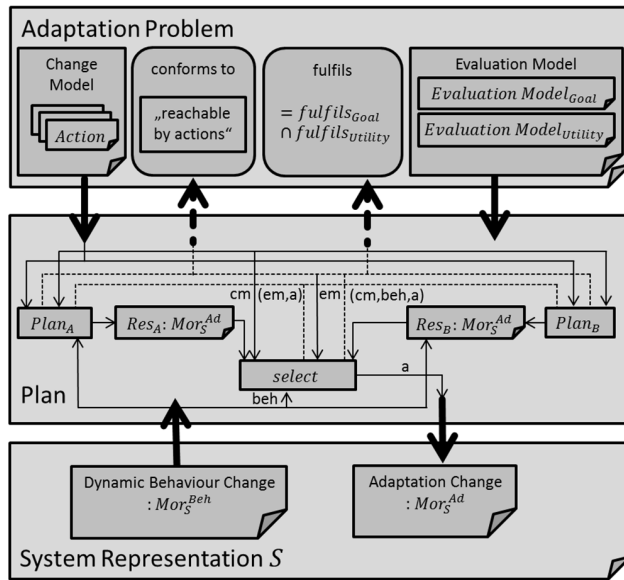 Adaptation Problem
Change
Model
Action
conforms to
„reachable
by actions“
fulfils
= fulfils_Goal
∩ fulfils_Utility
Evaluation Model
Evaluation Model_Goal
Evaluation Model_Utility
cm (em,a) em (cm,beh,a)
Plan_A
Res_A: Mor_S^Ad
Res_B: Mor_S^Ad
Plan_B
select
a
beh
Plan
Dynamic Behaviour Change
: Mor_S^Beh
Adaptation Change
: Mor_S^Ad
System Representation S